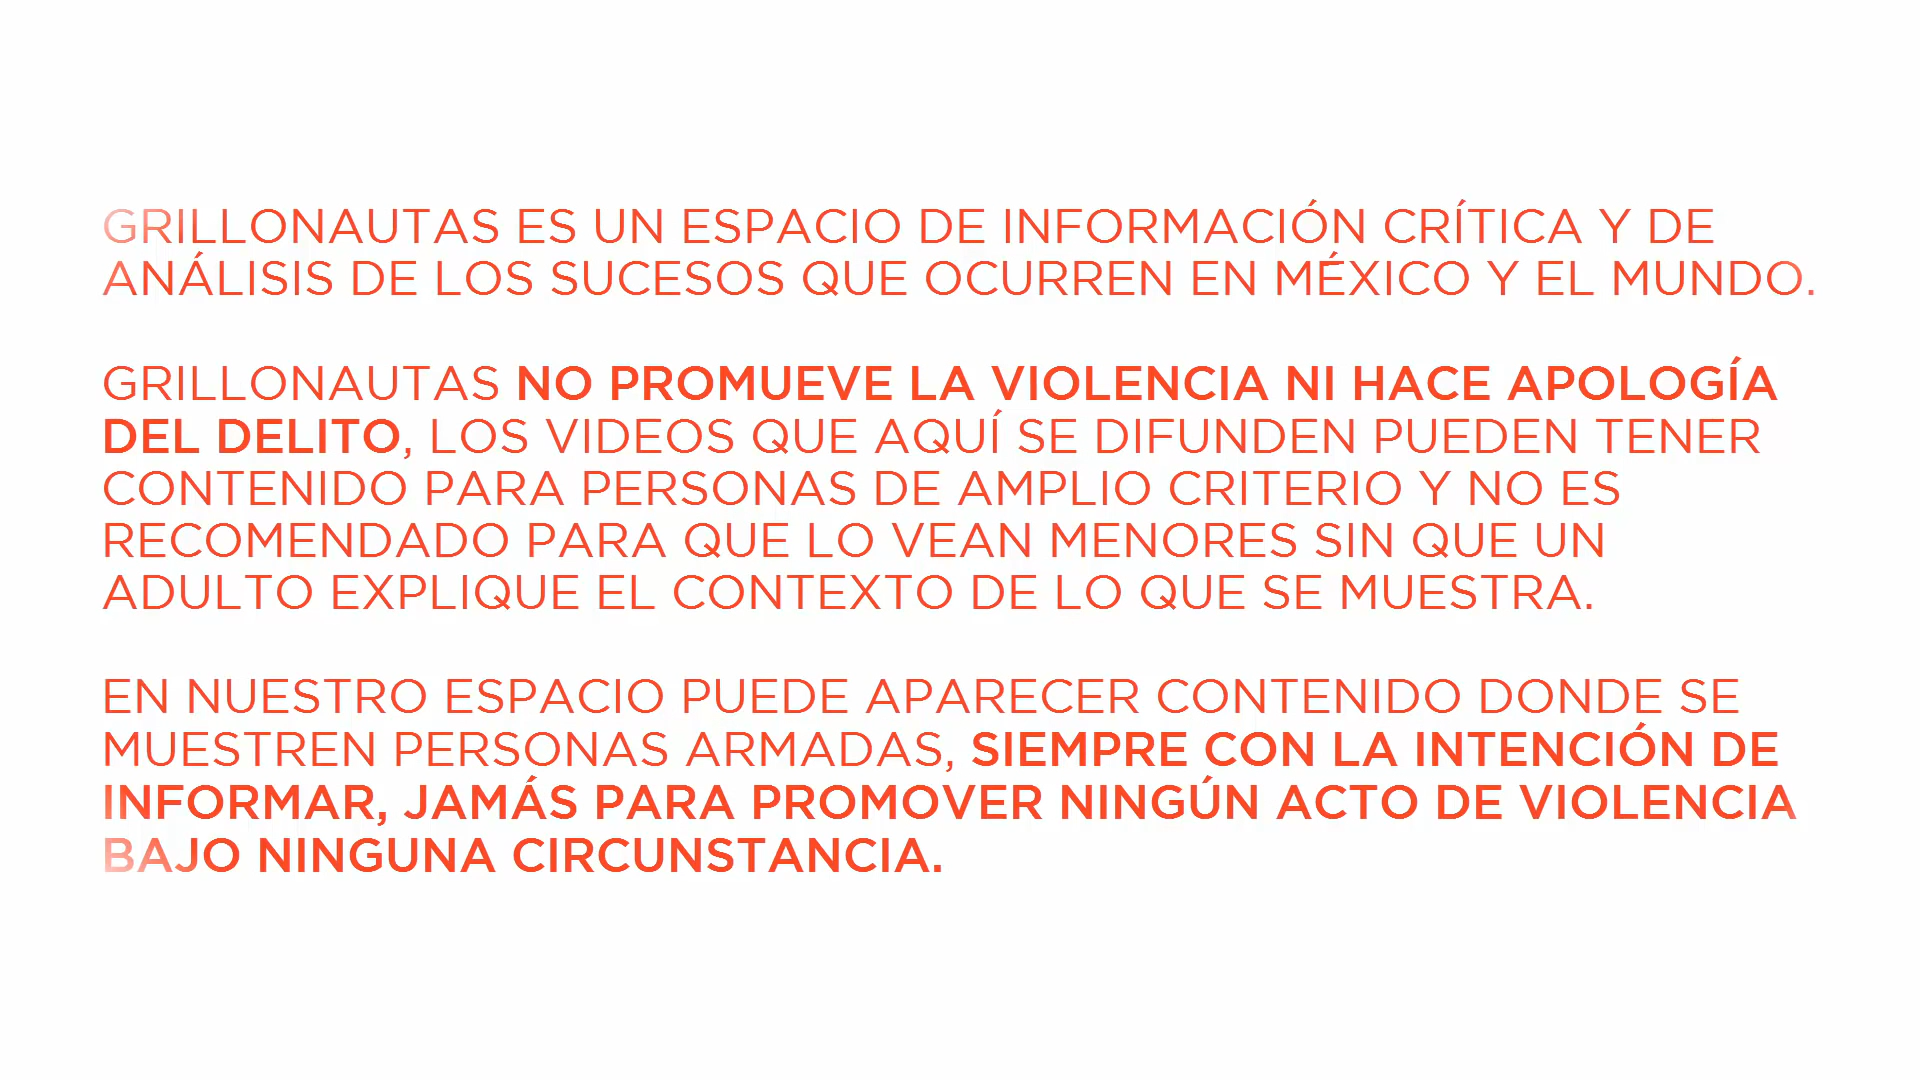 GRILLONAUTAS ES UN ESPACIO DE INFORMACIÓN CRÍTICA Y DE
ANÁLISIS DE LOS SUCESOS QUE OCURREN EN MÉXICO Y EL MUNDO.
GRILLONAUTAS NO PROMUEVE LA VIOLENCIA NI HACE APOLOGÍA
DEL DELITO, LOS VIDEOS QUE AQUÍ SE DIFUNDEN PUEDEN TENER
CONTENIDO PARA PERSONAS DE AMPLIO CRITERIO Y NO ES
RECOMENDADO PARA QUE LO VEAN MENORES SIN QUE UN
ADULTO EXPLIQUE EL CONTEXTO DE LO QUE SE MUESTRA.
EN NUESTRO ESPACIO PUEDE APARECER CONTENIDO DONDE SE
MUESTREN PERSONAS ARMADAS, SIEMPRE CON LA INTENCIÓN DE
INFORMAR, JAMÁS PARA PROMOVER NINGÚN ACTO DE VIOLENCIA
BAJO NINGUNA CIRCUNSTANCIA.